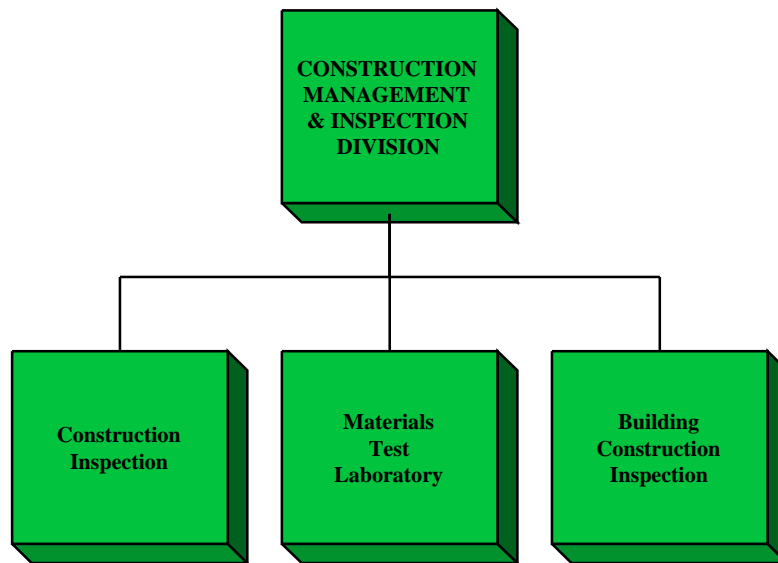 CONSTRUCTION
MANAGEMENT
& INSPECTION
DIVISION
Construction
Inspection
Materials
Test
Laboratory
Building
Construction
Inspection